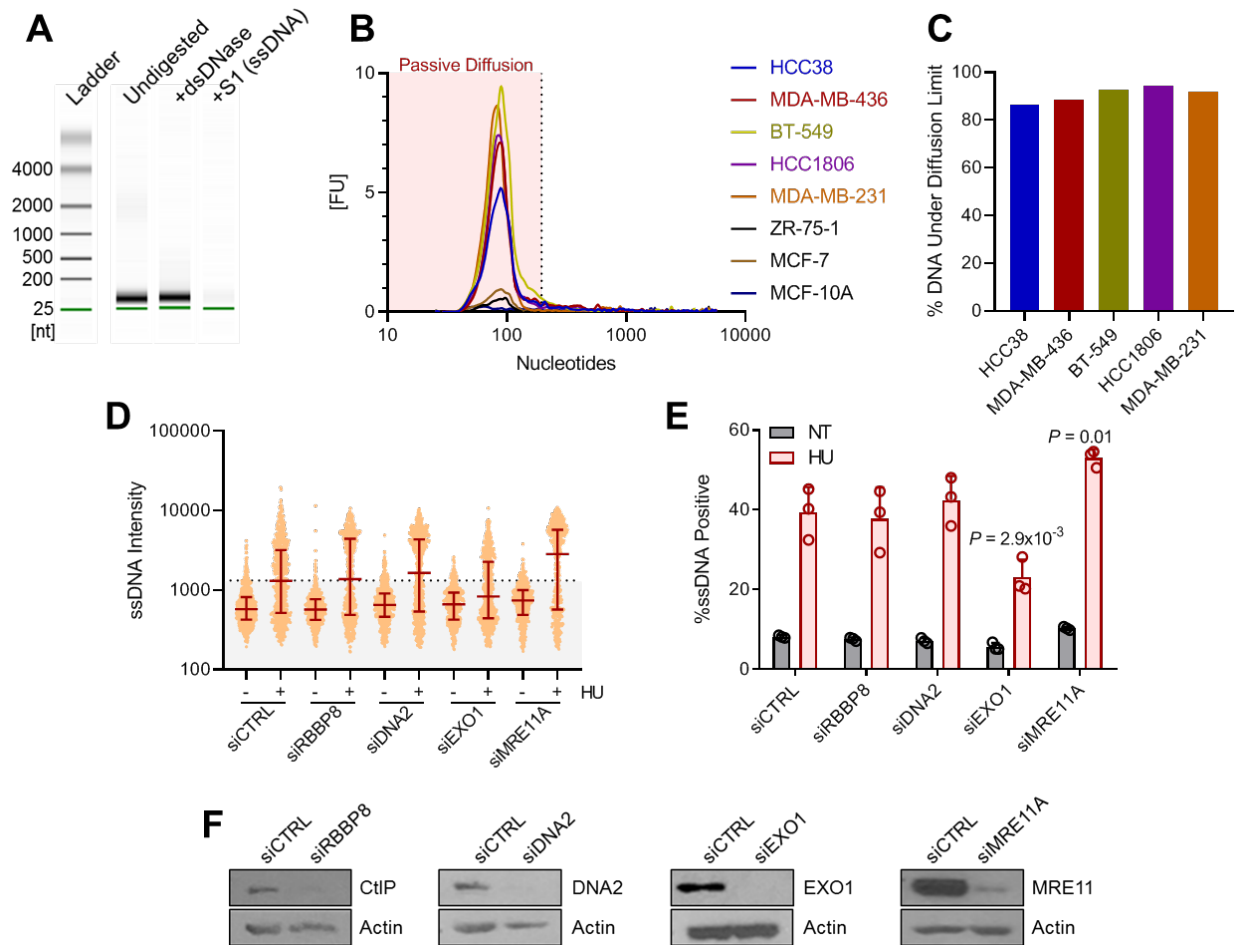 A
Ladder
Undigested
+dsDNase
+S1 (ssDNA)
4000
2000
1000
500
200
25
[nt]
B
Passive Diffusion
10
5
0
[FU]
10
100
1000
10000
Nucleotides
HCC38
MDA-MB-436
BT-549
HCC1806
MDA-MB-231
ZR-75-1
MCF-7
MCF-10A
C
% DNA Under Diffusion Limit
100
80
60
40
20
0
HCC38
MDA-MB-436
BT-549
HCC1806
MDA-MB-231
D
ssDNA Intensity
100000
10000
1000
100
- + - + - + - + - + HU
siCTRL
siRBBP8
siDNA2
siEXO1
siMRE11A
E
NT
HU
%ssDNA Positive
60
40
20
0
P = 2.9x10-3
P = 0.01
siCTRL
siRBBP8
siDNA2
siEXO1
siMRE11A
F
siCTRL
siRBBP8
CtIP
Actin
siCTRL
siDNA2
DNA2
Actin
siCTRL
siEXO1
EXO1
Actin
siCTRL
siMRE11A
MRE11
Actin